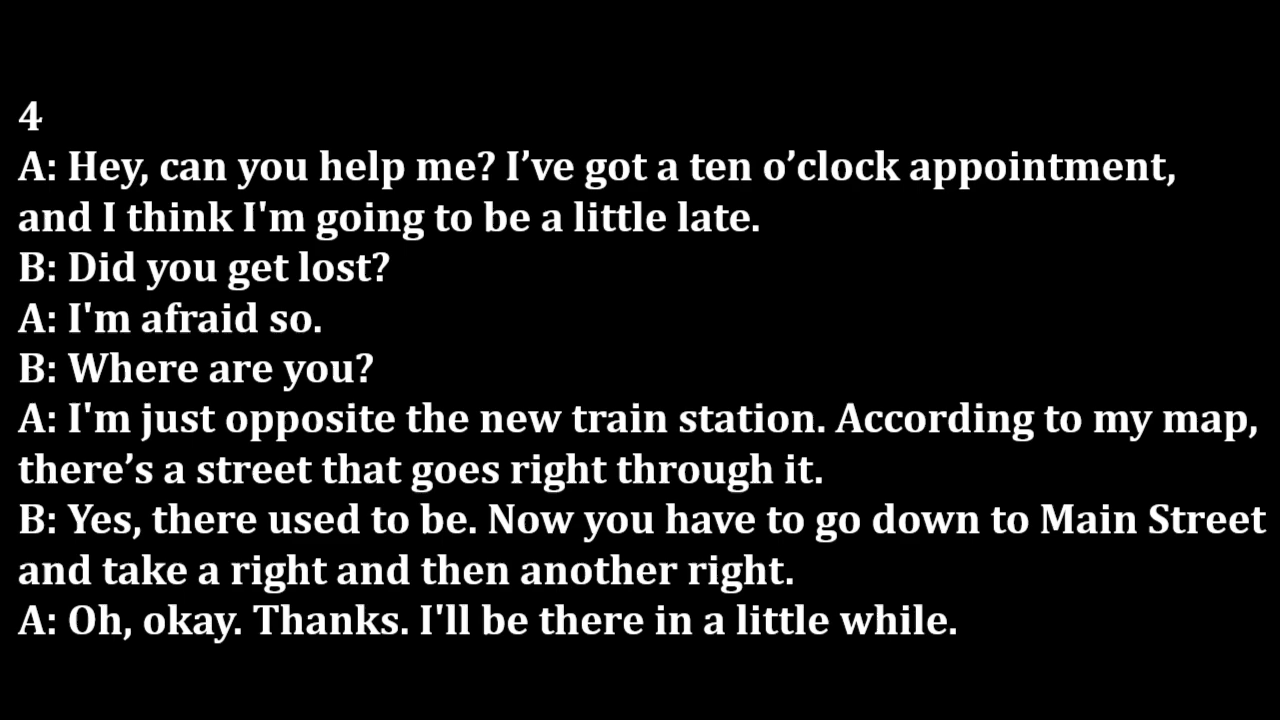 4
A: Hey, can you help me? I’ve got a ten o’clock appointment,
and I think I'm going to be a little late.
B: Did you get lost?
A: I'm afraid so.
B: Where are you?
A: I'm just opposite the new train station. According to my map,
there’s a street that goes right through it.
B: Yes, there used to be. Now you have to go down to Main Street
and take a right and then another right.
A: Oh, okay. Thanks. I'll be there in a little while.